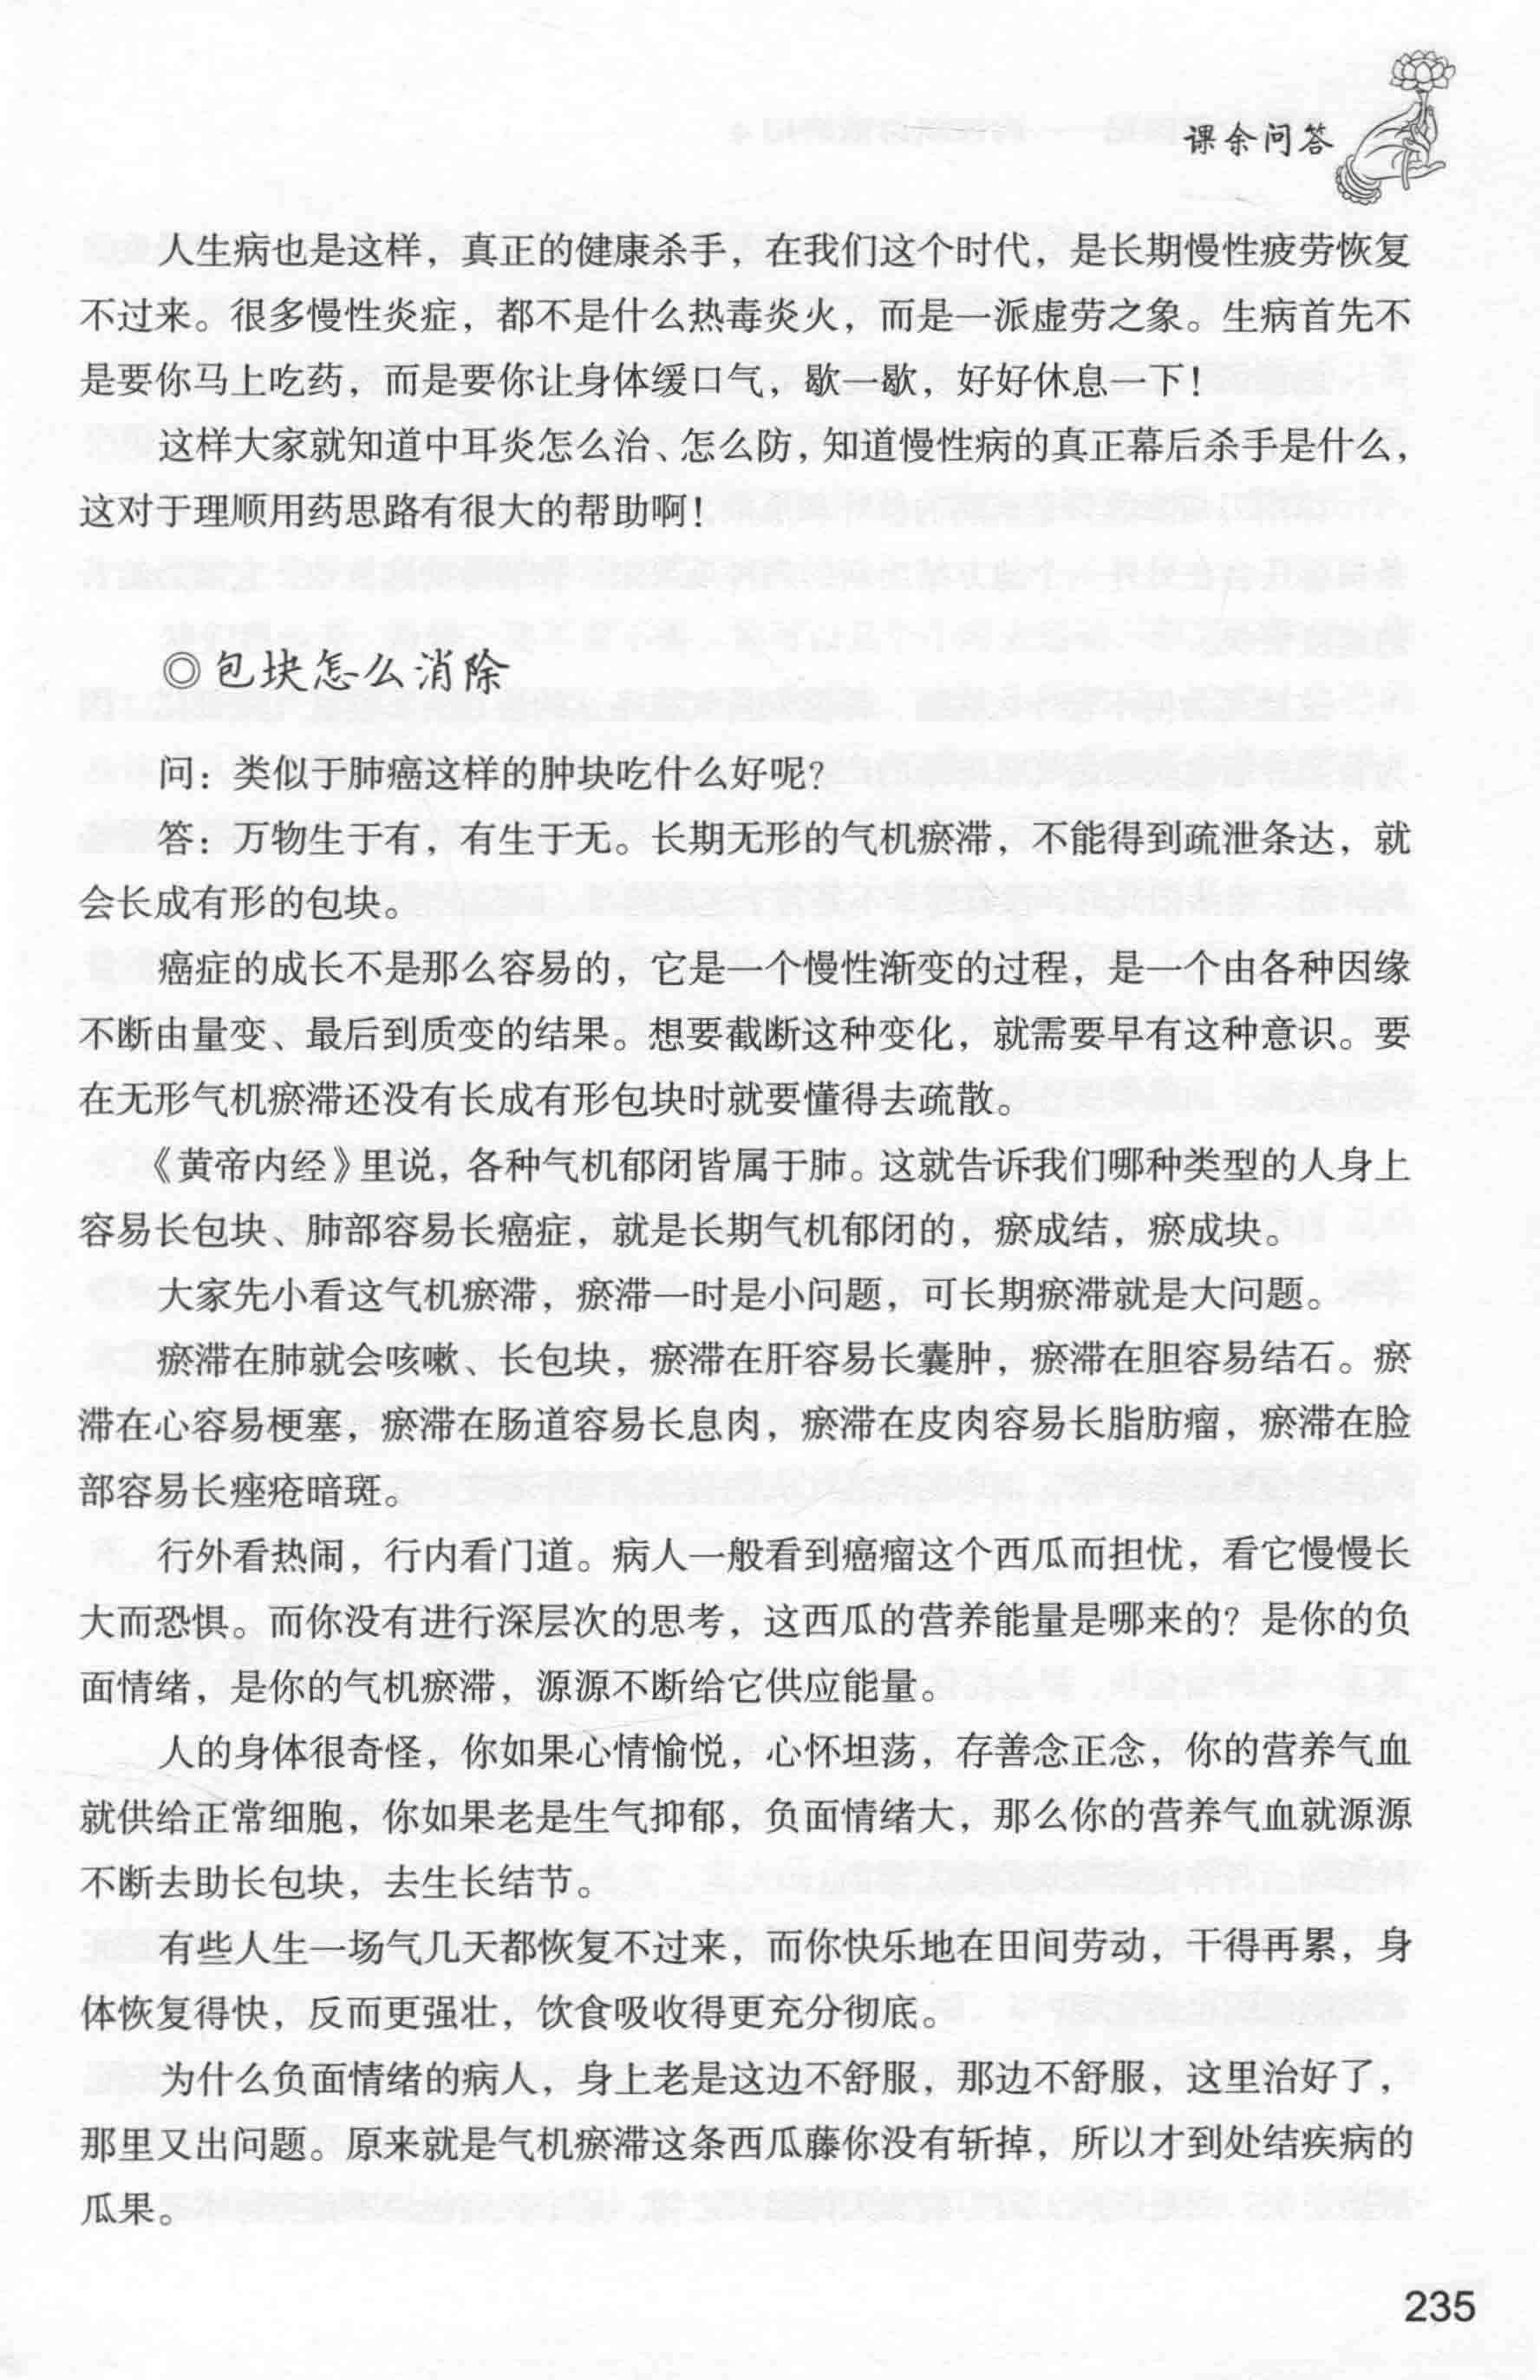 课余问答
人生病也是这样，真正的健康杀手，在我们这个时代，是长期慢性疲劳恢复
不过来。很多慢性炎症，都不是什么热毒炎火，而是一派虚劳之象。生病首先不
是要你马上吃药，而是要你让身体缓口气，歇一歇，好好休息一下！
这样大家就知道中耳炎怎么治、怎么防，知道慢性病的真正幕后杀手是什么，
这对于理顺用药思路有很大的帮助啊！
◎包块怎么消除
问：类似于肺癌这样的肿块吃什么好呢？
答：万物生于有，有生于无。长期无形的气机瘀滞，不能得到疏泄条达，就
会长成有形的包块。
癌症的成长不是那么容易的，它是一个慢性渐变的过程，是一个由各种因缘
不断由量变、最后到质变的结果。想要截断这种变化，就需要早有这种意识。要
在无形气机瘀滞还没有长成有形包块时就要懂得去疏散。
《黄帝内经》里说，各种气机郁闭皆属于肺。这就告诉我们哪种类型的人身上
容易长包块、肺部容易长癌症，就是长期气机郁闭的，瘀成结，瘀成块。
大家先小看这气机瘀滞，瘀滞一时是小问题，可长期瘀滞就是大问题。
瘀滞在肺就会咳嗽、长包块，瘀滞在肝容易长囊肿，瘀滞在胆容易结石。瘀
滞在心容易梗塞，瘀滞在肠道容易长息肉，瘀滞在皮肉容易长脂肪瘤，瘀滞在脸
部容易长痤疮暗斑。
行外看热闹，行内看门道。病人一般看到癌瘤这个西瓜而担忧，看它慢慢长
大而恐惧。而你没有进行深层次的思考，这西瓜的营养能量是哪来的？是你的负
面情绪，是你的气机瘀滞，源源不断给它供应能量。
人的身体很奇怪，你如果心情愉悦，心怀坦荡，存善念正念，你的营养气血
就供给正常细胞，你如果老是生气抑郁，负面情绪大，那么你的营养气血就源源
不断去助长包块，去生长结节。
有些人生一场气几天都恢复不过来，而你快乐地在田间劳动，干得再累，身
体恢复得快，反而更强壮，饮食吸收得更充分彻底。
为什么负面情绪的病人，身上老是这边不舒服，那边不舒服，这里治好了，
那里又出问题。原来就是气机瘀滞这条西瓜藤你没有斩掉，所以才到处结疾病的
瓜果。
235